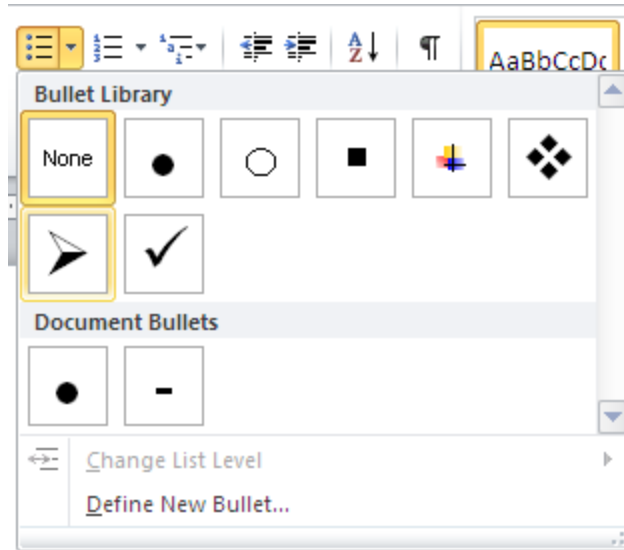 AaBbCcDc
Bullet Library
None
Document Bullets
Change List Level
Define New Bullet...